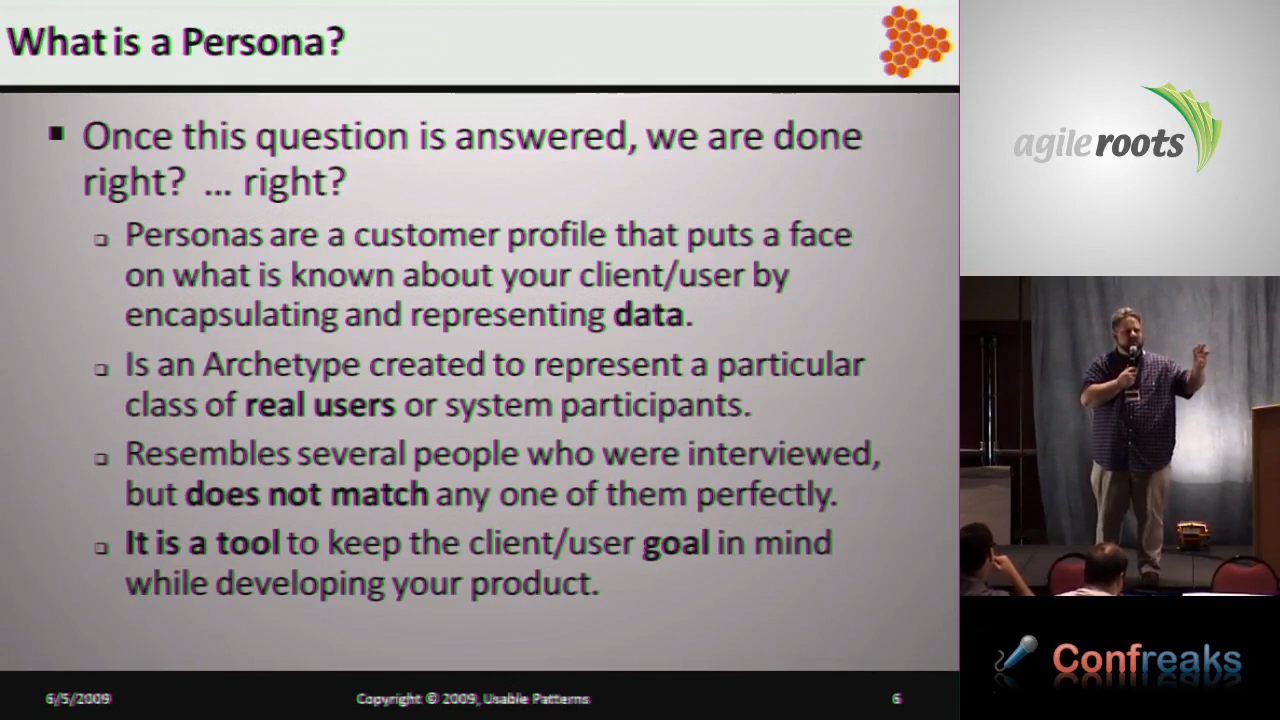 What is a Persona?
Once this question is answered, we are done
right? ... right?
Personas are a customer profile that puts a face
on what is known about your client/user by
encapsulating and representing data.
Is an Archetype created to represent a particular
class of real users or system participants.
Resembles several people who were interviewed,
but does not match any one of them perfectly.
It is a tool to keep the client/user goal in mind
while developing your product.
6/5/2009
Copyright © 2009, Usable Patterns
6
agile roots
Confreaks